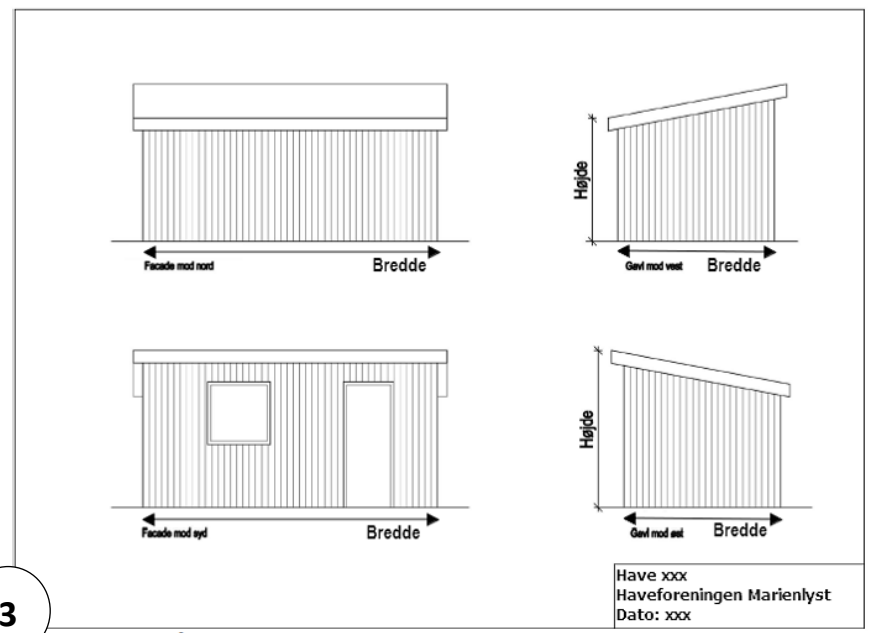 Højde
Facade mod nord
Bredde
Gavl mod vest
Bredde
Højde
Facade mod syd
Bredde
Gavl mod øst
Bredde
Have xxx
Haveforeningen Marienlyst
Dato: xxx
3